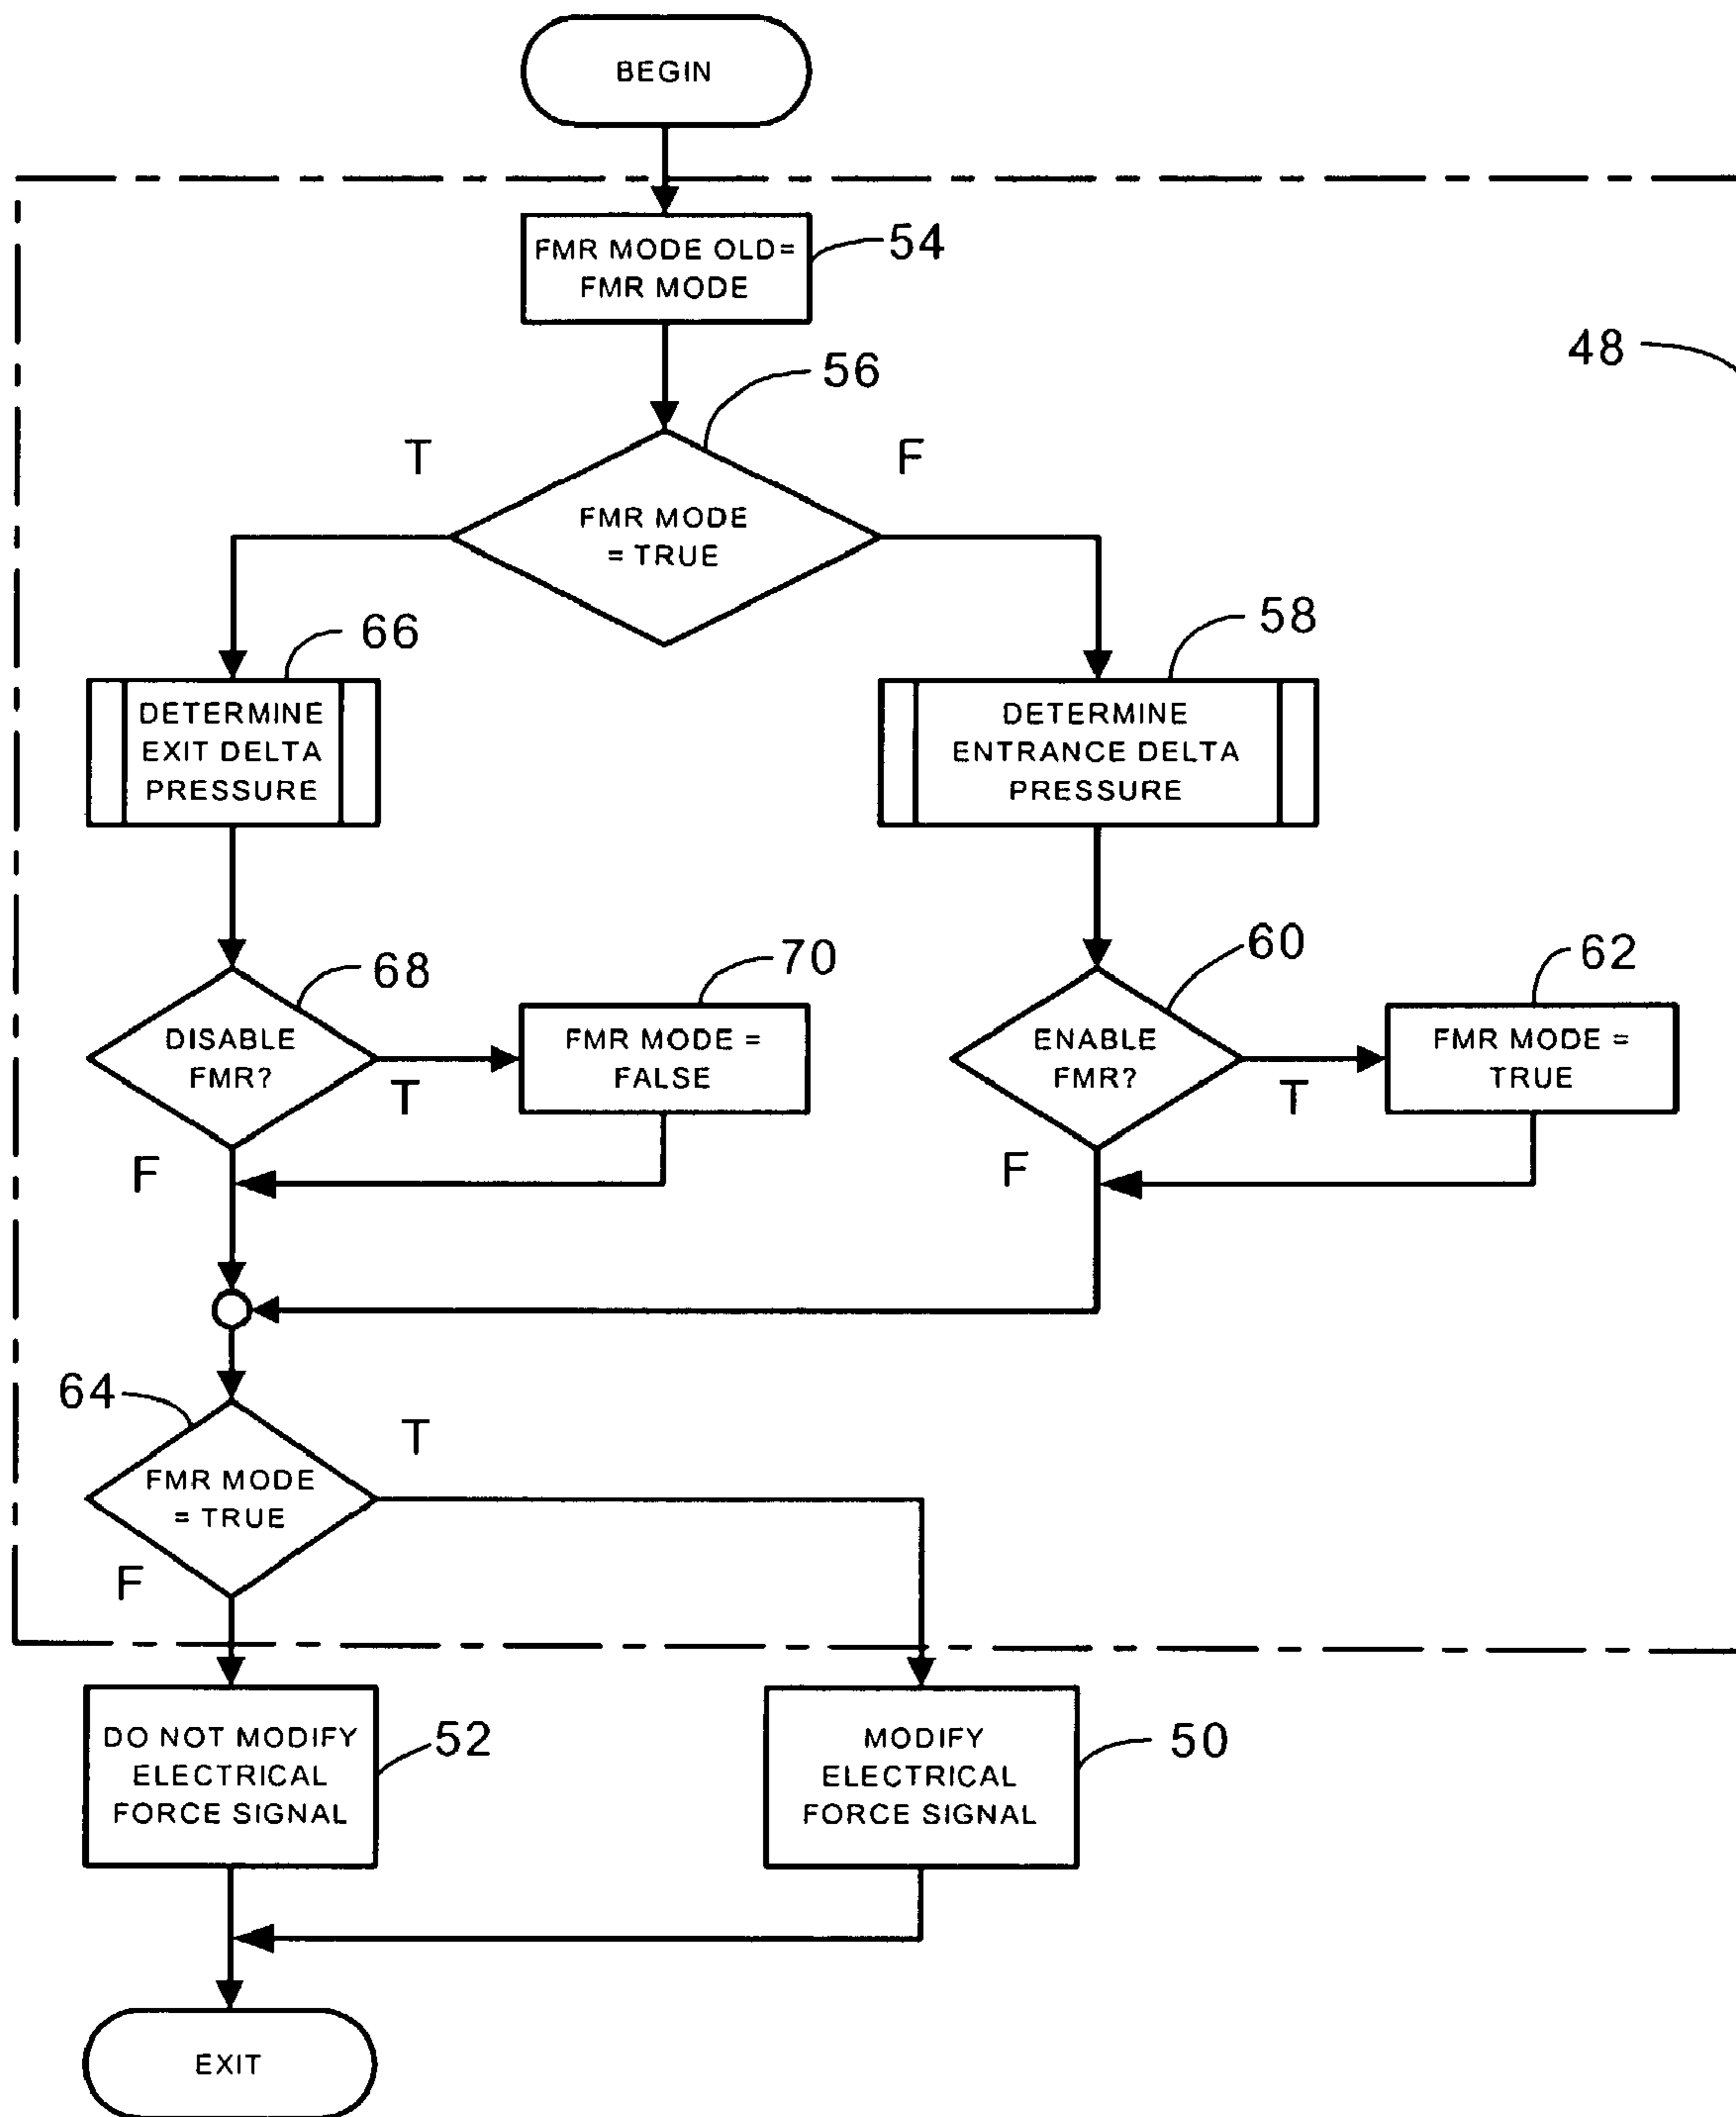 BEGIN
FMR MODE OLD=
FMR MODE
54
48
56
T
F
FMR MODE
= TRUE
66
58
DETERMINE
EXIT DELTA
PRESSURE
DETERMINE
ENTRANCE DELTA
PRESSURE
68
70
60
62
DISABLE
FMR?
T
FMR MODE =
FALSE
ENABLE
FMR?
T
FMR MODE =
TRUE
F
F
64
T
FMR MODE
= TRUE
F
DO NOT MODIFY
ELECTRICAL
FORCE SIGNAL
52
MODIFY
ELECTRICAL
FORCE SIGNAL
50
EXIT